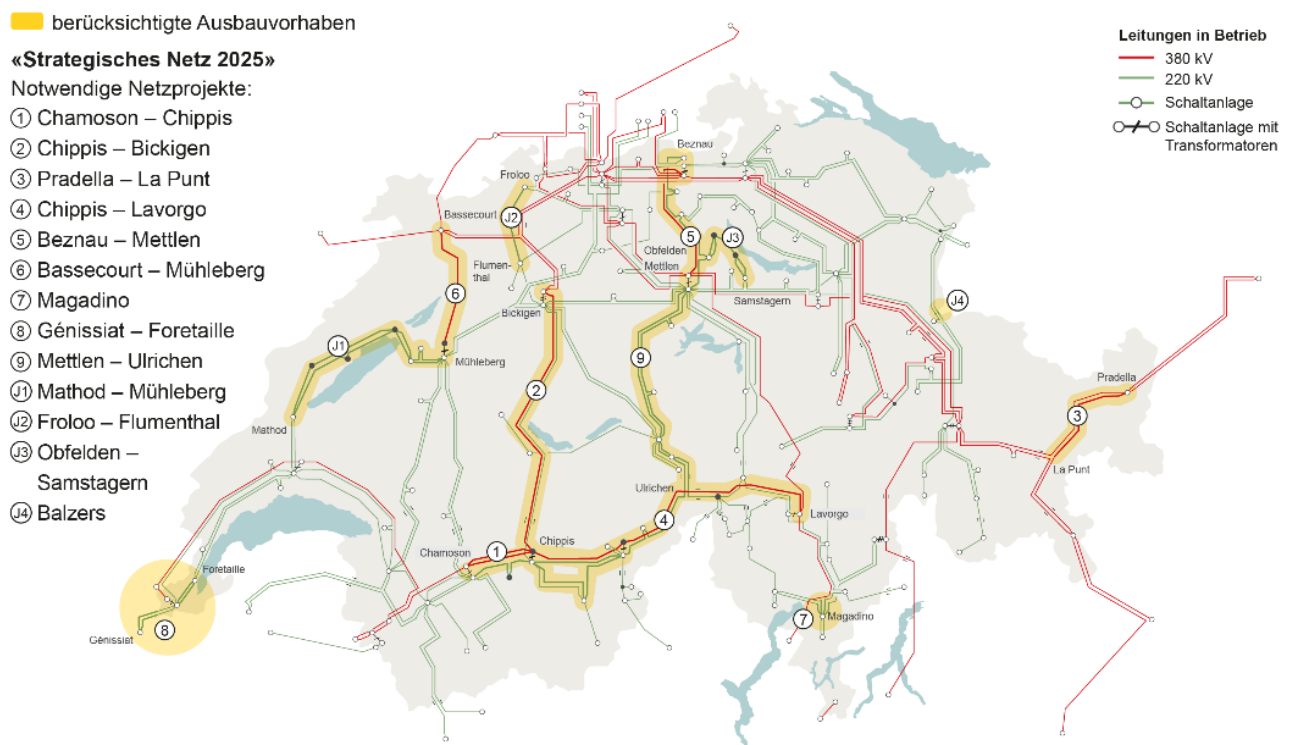 berücksichtigte Ausbauvorhaben
«Strategisches Netz 2025»
Notwendige Netzprojekte:
1 Chamoson – Chippis
2 Chippis – Bickigen
3 Pradella – La Punt
4 Chippis – Lavorgo
5 Beznau – Mettlen
6 Bassecourt – Mühleberg
7 Magadino
8 Génissiat – Foretaille
9 Mettlen – Ulrichen
J1 Mathod – Mühleberg
J2 Froloo – Flumenthal
J3 Obfelden –
Samstagern
J4 Balzers
Leitungen in Betrieb
380 kV
220 kV
Schaltanlage
Schaltanlage mit
Transformatoren
Beznau
Froloo
Bassecourt
J2
5
J3
Obfelden
Mettlen
Flumen-
thal
6
Samstagern
J4
Bickigen
J1
Mühleberg
9
Pradella
2
3
Mathod
La Punt
Ulrichen
4
Lavorgo
Chippis
1
Chamoson
Foretaille
7
Magadino
8
Génissiat